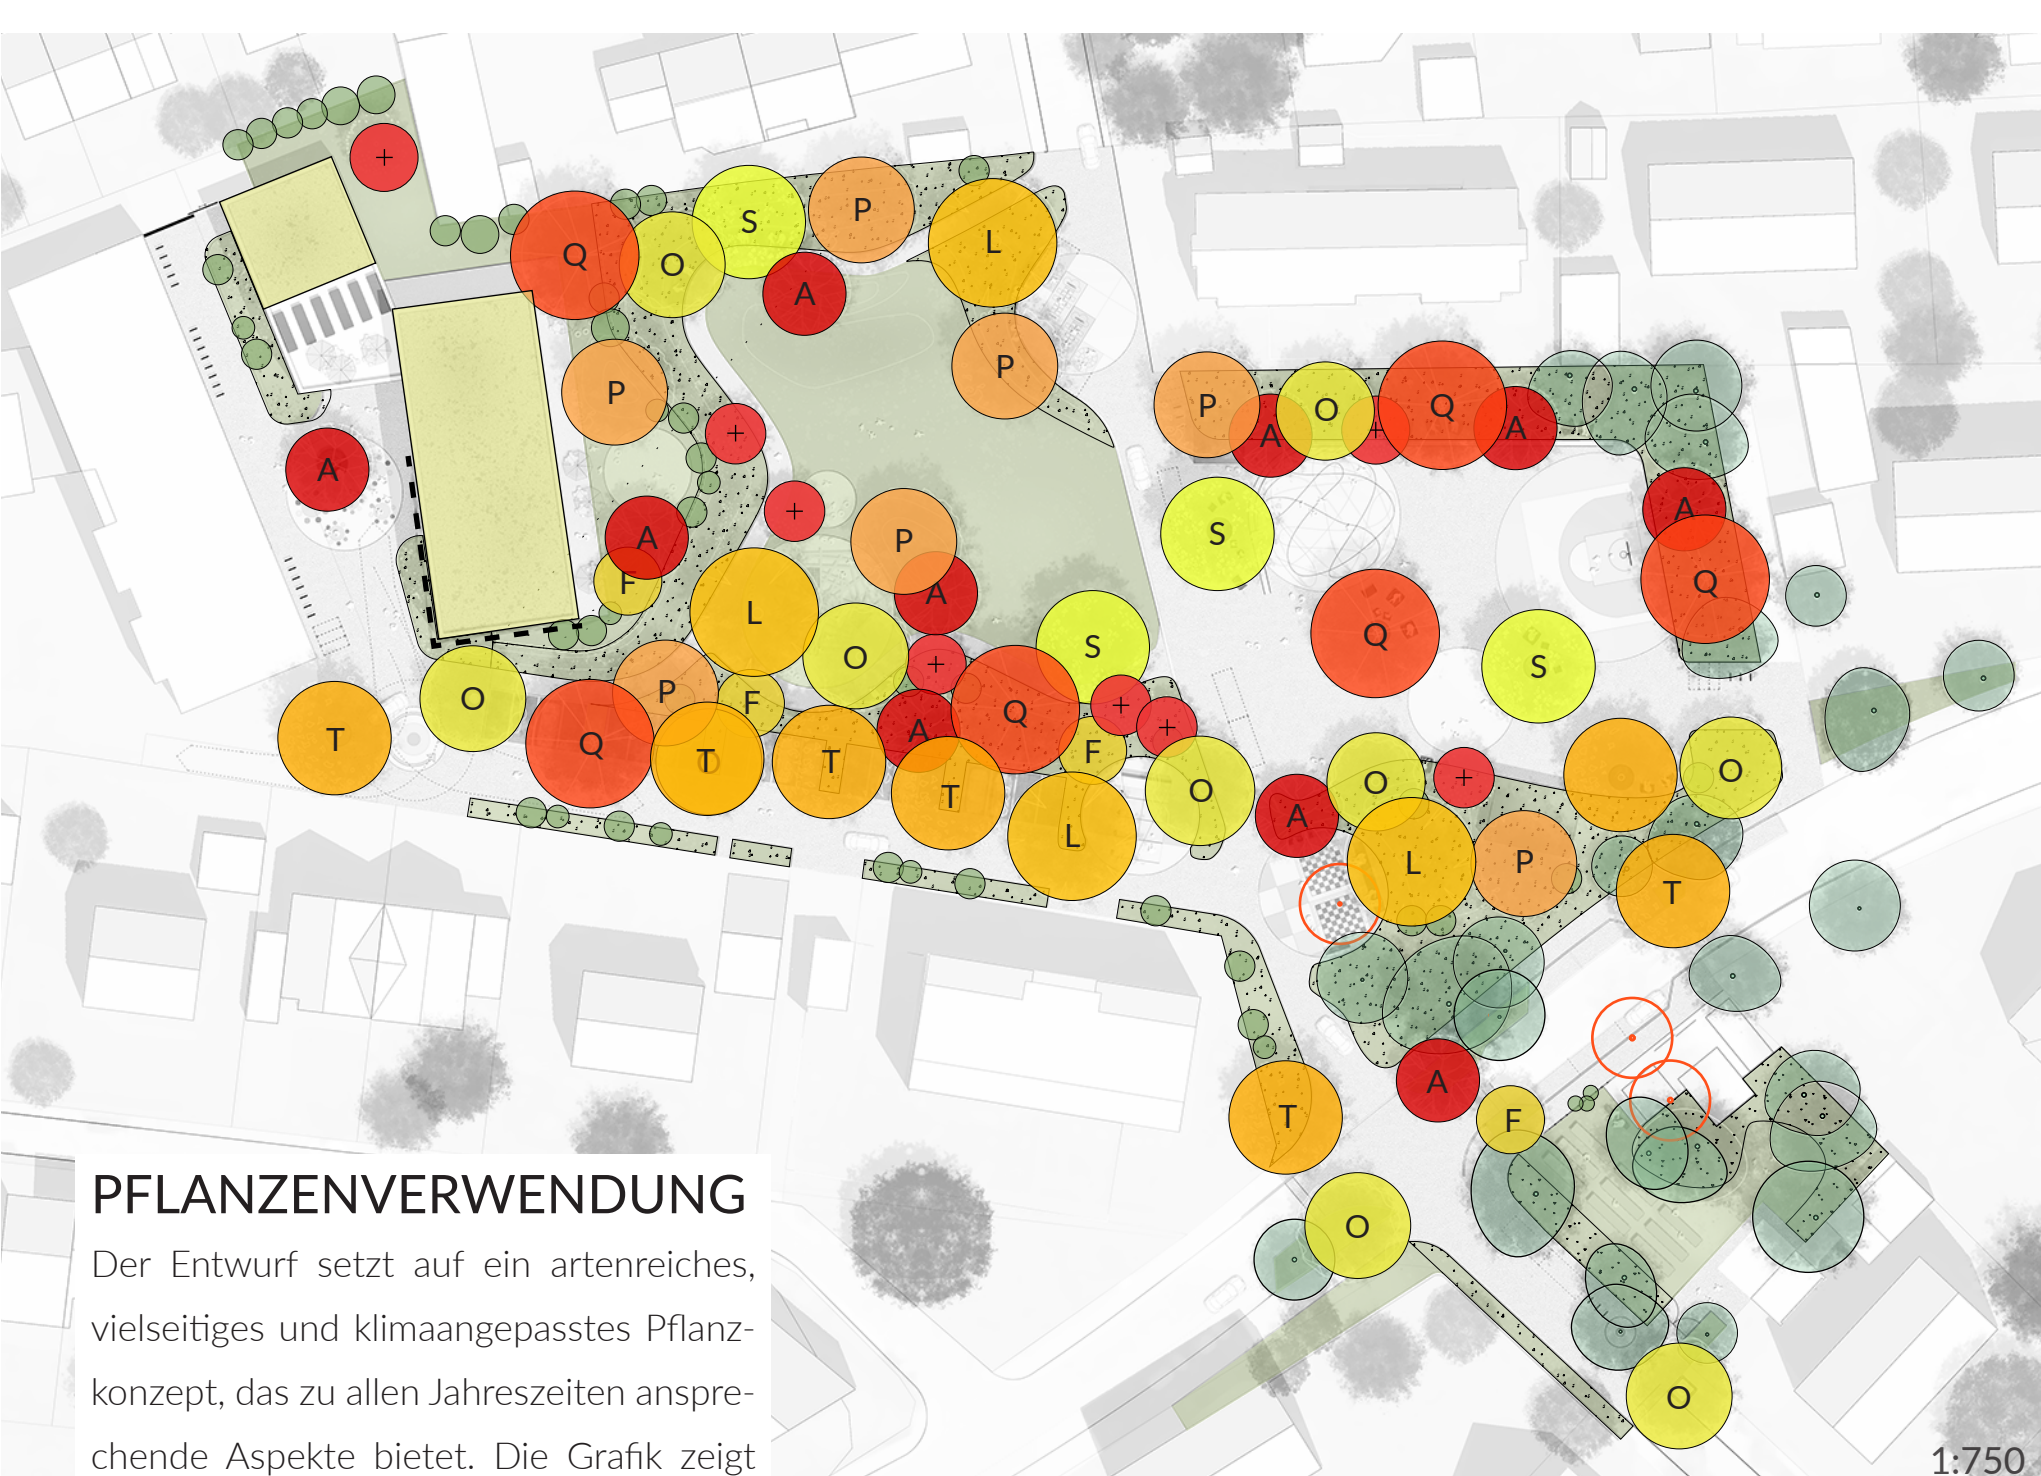 +
Q
O
S
P
L
A
P
P
+
P
A
O
+
Q
A
A
+
A
F
P
A
S
A
Q
L
O
+
S
Q
S
T
O
Q
P
F
T
T
A
Q
+
+
F
T
L
O
A
O
+
L
P
O
T
A
F
T
O
O
PFLANZENVERWENDUNG
Der Entwurf setzt auf ein artenreiches,
vielseitiges und klimaangepasstes Pflanz-
konzept, das zu allen Jahreszeiten anspre-
chende Aspekte bietet. Die Grafik zeigt
1:750